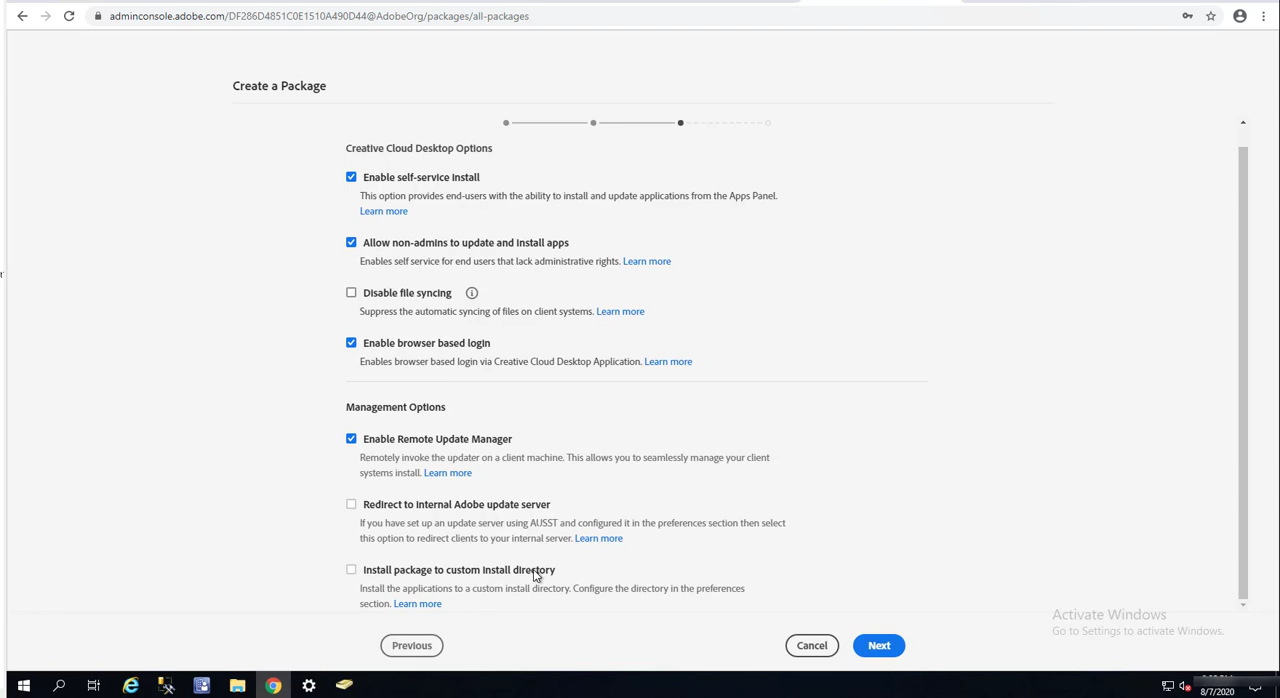 adminconsole.adobe.com/DF286D4851C0E1510A490D44@AdobeOrg/packages/all-packages
Create a Package
Creative Cloud Desktop Options
Enable self-service install
This option provides end-users with the ability to install and update applications from the Apps Panel.
Learn more
Allow non-admins to update and install apps
Enables self service for end users that lack administrative rights. Learn more
Disable file syncing
Suppress the automatic syncing of files on client systems. Learn more
Enable browser based login
Enables browser based login via Creative Cloud Desktop Application. Learn more
Management Options
Enable Remote Update Manager
Remotely invoke the updater on a client machine. This allows you to seamlessly manage your client
systems install. Learn more
Redirect to internal Adobe update server
If you have set up an update server using AUSST and configured it in the preferences section then select
this option to redirect clients to your internal server. Learn more
Install package to custom install directory
Install the applications to a custom install directory. Configure the directory in the preferences
section. Learn more
Activate Windows
Go to Settings to activate Windows.
Previous
Cancel
Next
8/7/2020